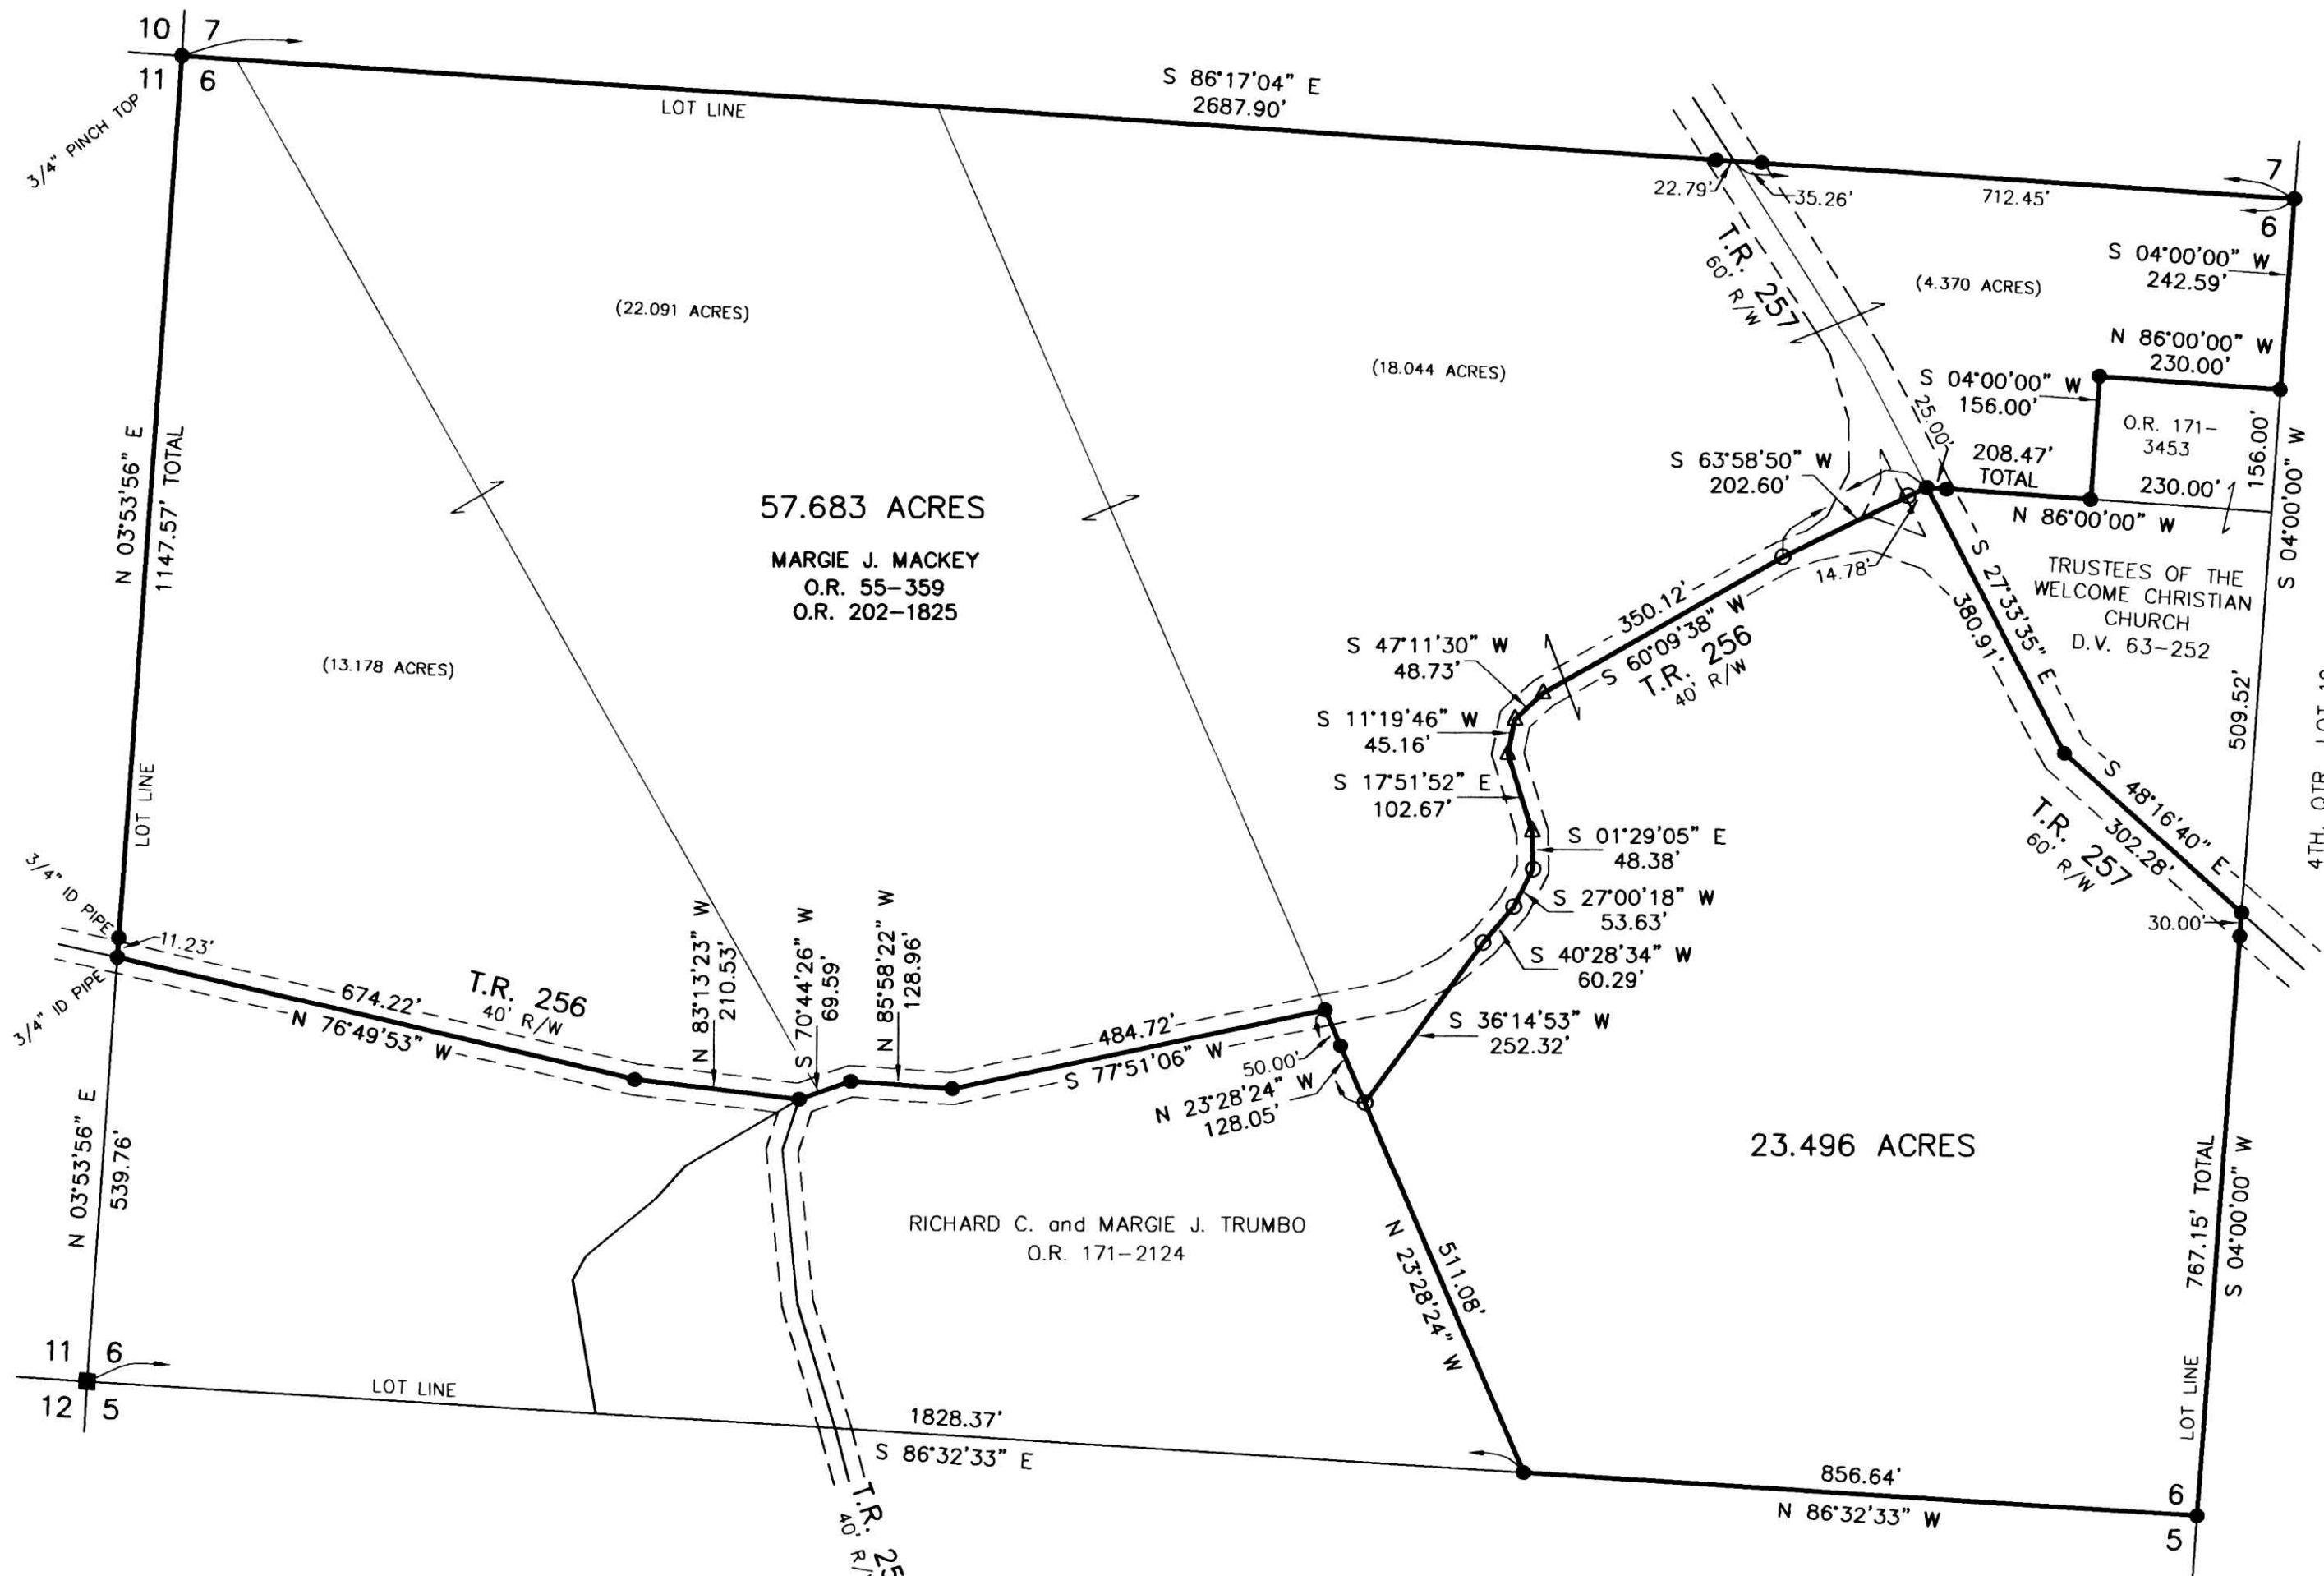 10 7
11 6
3/4" PINCH TOP
S 86°17'04" E
2687.90'
LOT LINE
22.79'
35.26'
712.45'
7
6
T.R. 257
60' R/W
S 04°00'00" W
242.59'
(4.370 ACRES)
N 86°00'00" W
230.00'
S 04°00'00" W
156.00'
O.R. 171-
3453
156.00'
S 04°00'00" W
230.00'
25.00'
208.47'
TOTAL
N 86°00'00" W
(22.091 ACRES)
(18.044 ACRES)
S 63°58'50" W
202.60'
14.78'
N 03°53'56" E
1147.57' TOTAL
57.683 ACRES
MARGIE J. MACKEY
O.R. 55-359
O.R. 202-1825
(13.178 ACRES)
TRUSTEES OF THE
WELCOME CHRISTIAN
CHURCH
D.V. 63-252
S 27°33'35" E
380.91'
509.52'
4TH. QTR. LOT
350.12'
S 60°09'38" W
T.R. 256
40' R/W
S 47°11'30" W
48.73'
S 11°19'46" W
45.16'
S 17°51'52" E
102.67'
S 01°29'05" E
48.38'
S 27°00'18" W
53.63'
S 40°28'34" W
60.29'
S 36°14'53" W
252.32'
S 48°16'40" E
302.28'
T.R. 257
60' R/W
30.00'
LOT LINE
3/4" ID PIPE
11.23'
3/4" ID PIPE
674.22'
N 76°49'53" W
T.R. 256
40' R/W
N 83°13'23" W
210.53'
S 70°44'26" W
69.59'
N 85°58'22" W
128.96'
484.72'
S 77°51'06" W
50.00'
N 23°28'24" W
128.05'
23.496 ACRES
N 03°53'56" E
539.76'
RICHARD C. and MARGIE J. TRUMBO
O.R. 171-2124
511.08'
N 23°28'24" W
767.15' TOTAL
S 04°00'00" W
LOT LINE
11 6
12 5
LOT LINE
1828.37'
S 86°32'33" E
856.64'
N 86°32'33" W
6
5
T.R. 25
40' R/